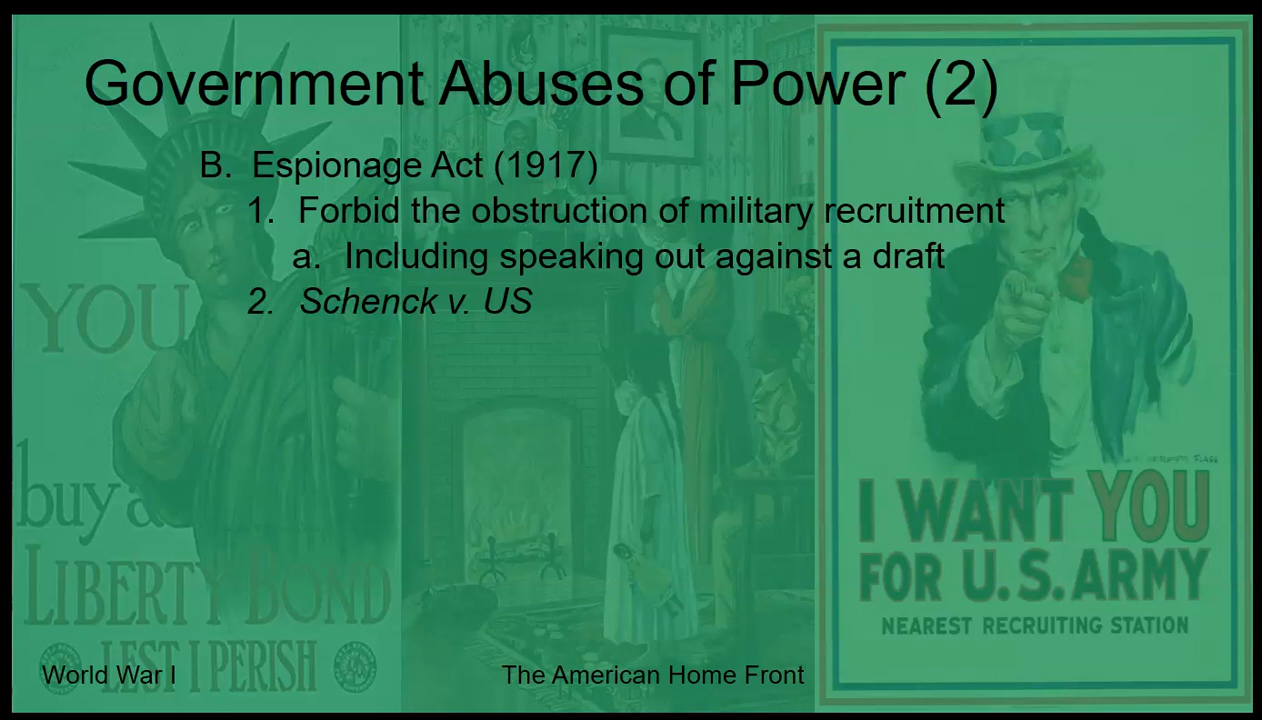 Government Abuses of Power (2)
B. Espionage Act (1917)
1. Forbid the obstruction of military recruitment
a. Including speaking out against a draft
2. Schenck v. US
YOU
buy a
LIBERTY BOND
LEST I PERISH
I WANT YOU
FOR U.S. ARMY
NEAREST RECRUITING STATION
World War I
The American Home Front